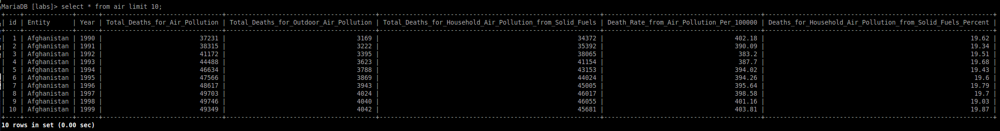 MariaDB [labs]> select * from air limit 10;
+----+-------------+------+--------------------------------+----------------------------------------+---------------------------------------------------------+-----------------------------------------+-----------------------------------------------------------+
| id | Entity      | Year | Total_Deaths_for_Air_Pollution | Total_Deaths_for_Outdoor_Air_Pollution | Total_Deaths_for_Household_Air_Pollution_from_Solid_Fuels | Death_Rate_from_Air_Pollution_Per_100000 | Deaths_for_Household_Air_Pollution_from_Solid_Fuels_Percent |
+----+-------------+------+--------------------------------+----------------------------------------+---------------------------------------------------------+-----------------------------------------+-----------------------------------------------------------+
| 1 | Afghanistan | 1990 | 37231 | 3169 | 34372 | 402.18 | 19.62 |
| 2 | Afghanistan | 1991 | 38315 | 3222 | 35392 | 390.09 | 19.34 |
| 3 | Afghanistan | 1992 | 41172 | 3395 | 38065 | 383.2 | 19.51 |
| 4 | Afghanistan | 1993 | 44488 | 3623 | 41154 | 387.7 | 19.68 |
| 5 | Afghanistan | 1994 | 46634 | 3788 | 43153 | 394.02 | 19.43 |
| 6 | Afghanistan | 1995 | 47566 | 3869 | 44024 | 394.26 | 19.6 |
| 7 | Afghanistan | 1996 | 48617 | 3943 | 45005 | 395.64 | 19.79 |
| 8 | Afghanistan | 1997 | 49703 | 4024 | 46017 | 398.58 | 19.7 |
| 9 | Afghanistan | 1998 | 49746 | 4040 | 46055 | 401.16 | 19.03 |
| 10 | Afghanistan | 1999 | 49349 | 4042 | 45681 | 403.81 | 19.87 |
+----+-------------+------+--------------------------------+----------------------------------------+---------------------------------------------------------+-----------------------------------------+-----------------------------------------------------------+
10 rows in set (0.00 sec)